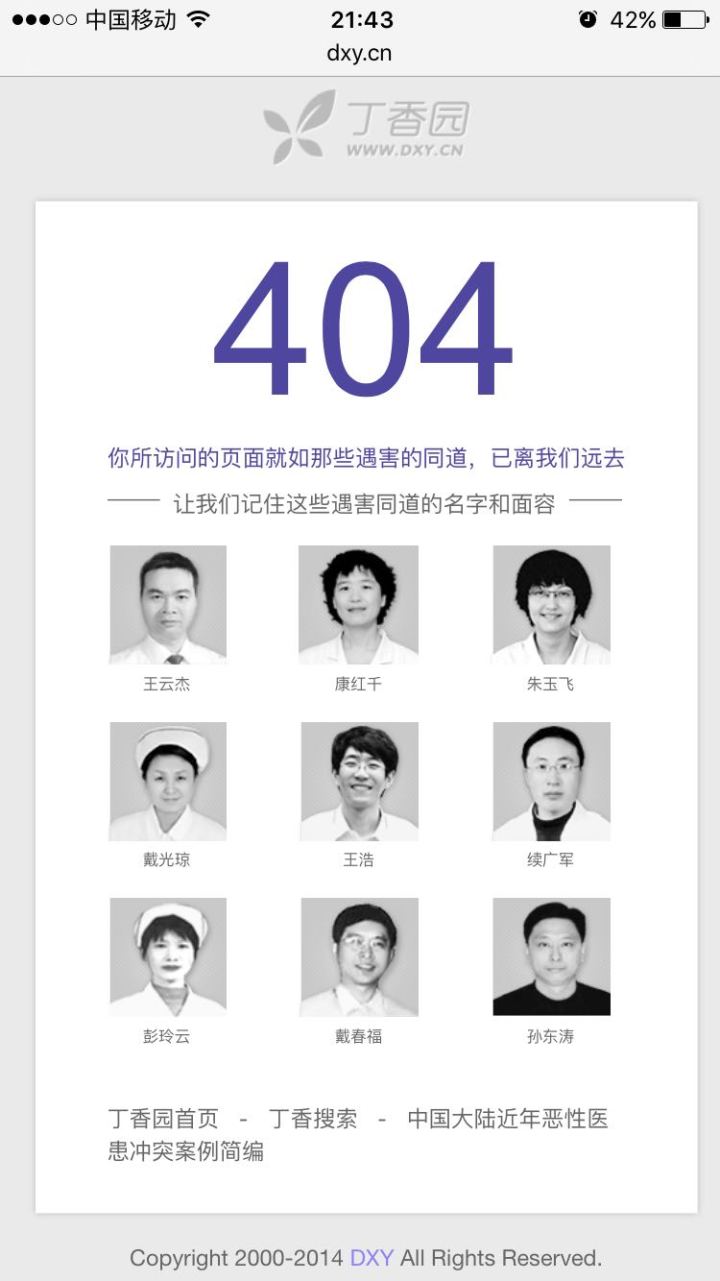 中国移动 21:43 42%
dxy.cn
丁香园
WWW.DXY.CN
404
你所访问的页面就如那些遇害的同道，已离我们远去
让我们记住这些遇害同道的名字和面容
王云杰 康红千 朱玉飞
戴光琼 王浩 续广军
彭玲云 戴春福 孙东涛
丁香园首页 - 丁香搜索 - 中国大陆近年恶性医
患冲突案例简编
Copyright 2000-2014 DXY All Rights Reserved.